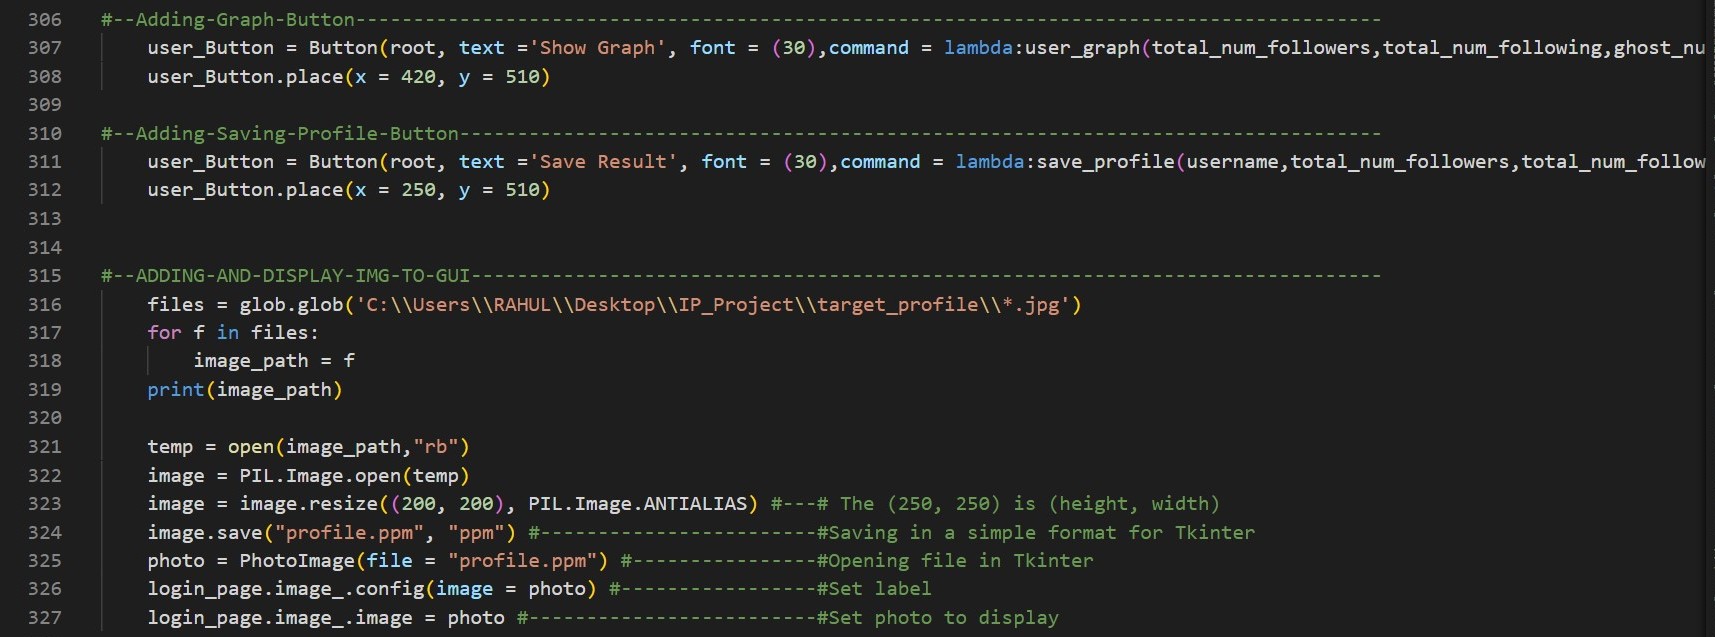 306 #--Adding-Graph-Button-----------------------------------------------------------------------------------------
307 user_Button = Button(root, text ='Show Graph', font = (30),command = lambda:user_graph(total_num_followers,total_num_following,ghost_nu
308 user_Button.place(x = 420, y = 510)
309
310 #--Adding-Saving-Profile-Button--------------------------------------------------------------------------------
311 user_Button = Button(root, text ='Save Result', font = (30),command = lambda:save_profile(username,total_num_followers,total_num_follow
312 user_Button.place(x = 250, y = 510)
313
314
315 #--ADDING-AND-DISPLAY-IMG-TO-GUI-------------------------------------------------------------------------------
316 files = glob.glob('C:\\Users\\RAHUL\\Desktop\\IP_Project\\target_profile\\*.jpg')
317 for f in files:
318 image_path = f
319 print(image_path)
320
321 temp = open(image_path,"rb")
322 image = PIL.Image.open(temp)
323 image = image.resize((200, 200), PIL.Image.ANTIALIAS) #---# The (250, 250) is (height, width)
324 image.save("profile.ppm", "ppm") #------------------------#Saving in a simple format for Tkinter
325 photo = PhotoImage(file = "profile.ppm") #----------------#Opening file in Tkinter
326 login_page.image_.config(image = photo) #-----------------#Set label
327 login_page.image_.image = photo #-------------------------#Set photo to display